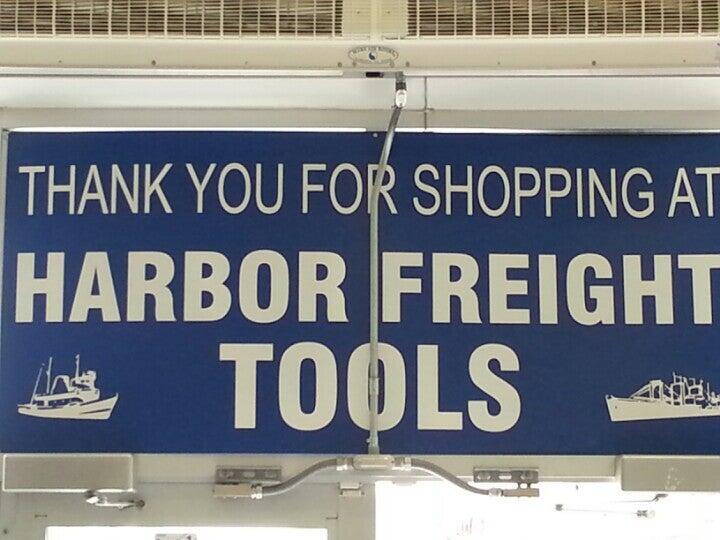 THANK YOU FOR SHOPPING AT
HARBOR FREIGHT
TOOLS